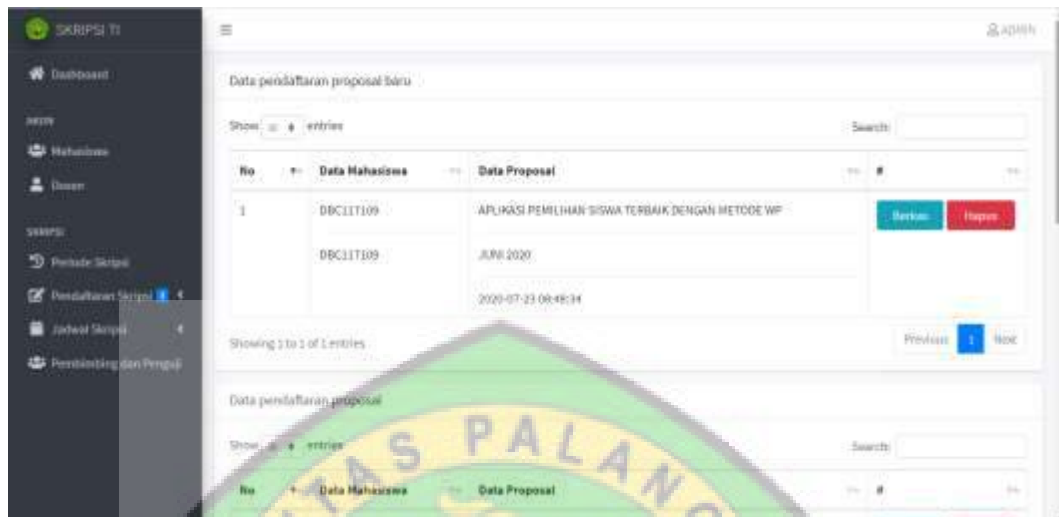 SKRIPSI TI
ADMIN
Dashboard
Data pendaftaran proposal baru
Show entries
Search:
Mahasiswa
Dosen
No Data Mahasiswa Data Proposal #
1 DBC117109 APLIKASI PEMILIHAN SISWA TERBAIK DENGAN METODE WP Berkas Hapus
DBC117109 JUNI 2020
2020-07-23 08:48:34
SKRIPSI
Periode Skripsi
Pendaftaran Skripsi
Jadwal Skripsi
Pembimbing dan Penguji
Showing 1 to 1 of 1 entries
Previous 1 Next
Data pendaftaran proposal
Show entries
Search:
No Data Mahasiswa Data Proposal #
TAS PALANG